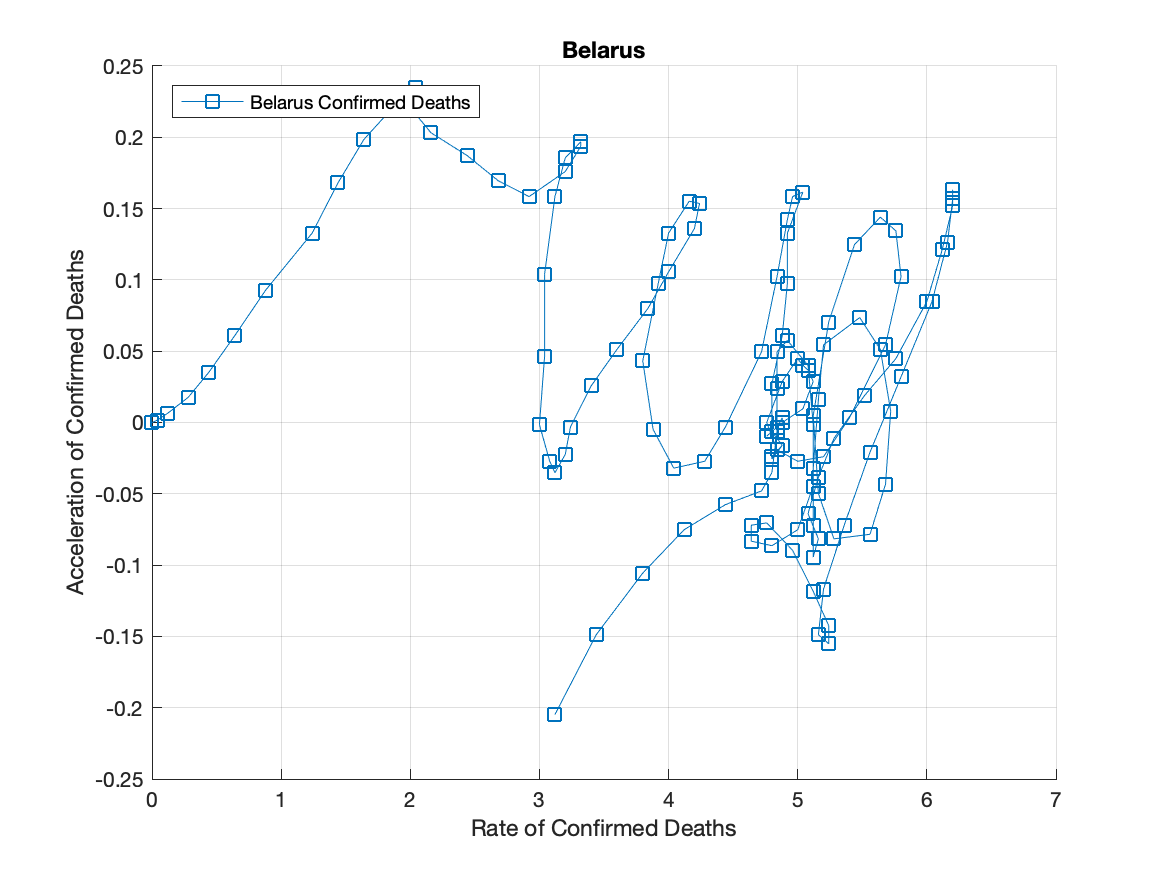 Belarus
Belarus Confirmed Deaths
Acceleration of Confirmed Deaths
0.25
0.2
0.15
0.1
0.05
0
-0.05
-0.1
-0.15
-0.2
-0.25
0 1 2 3 4 5 6 7
Rate of Confirmed Deaths